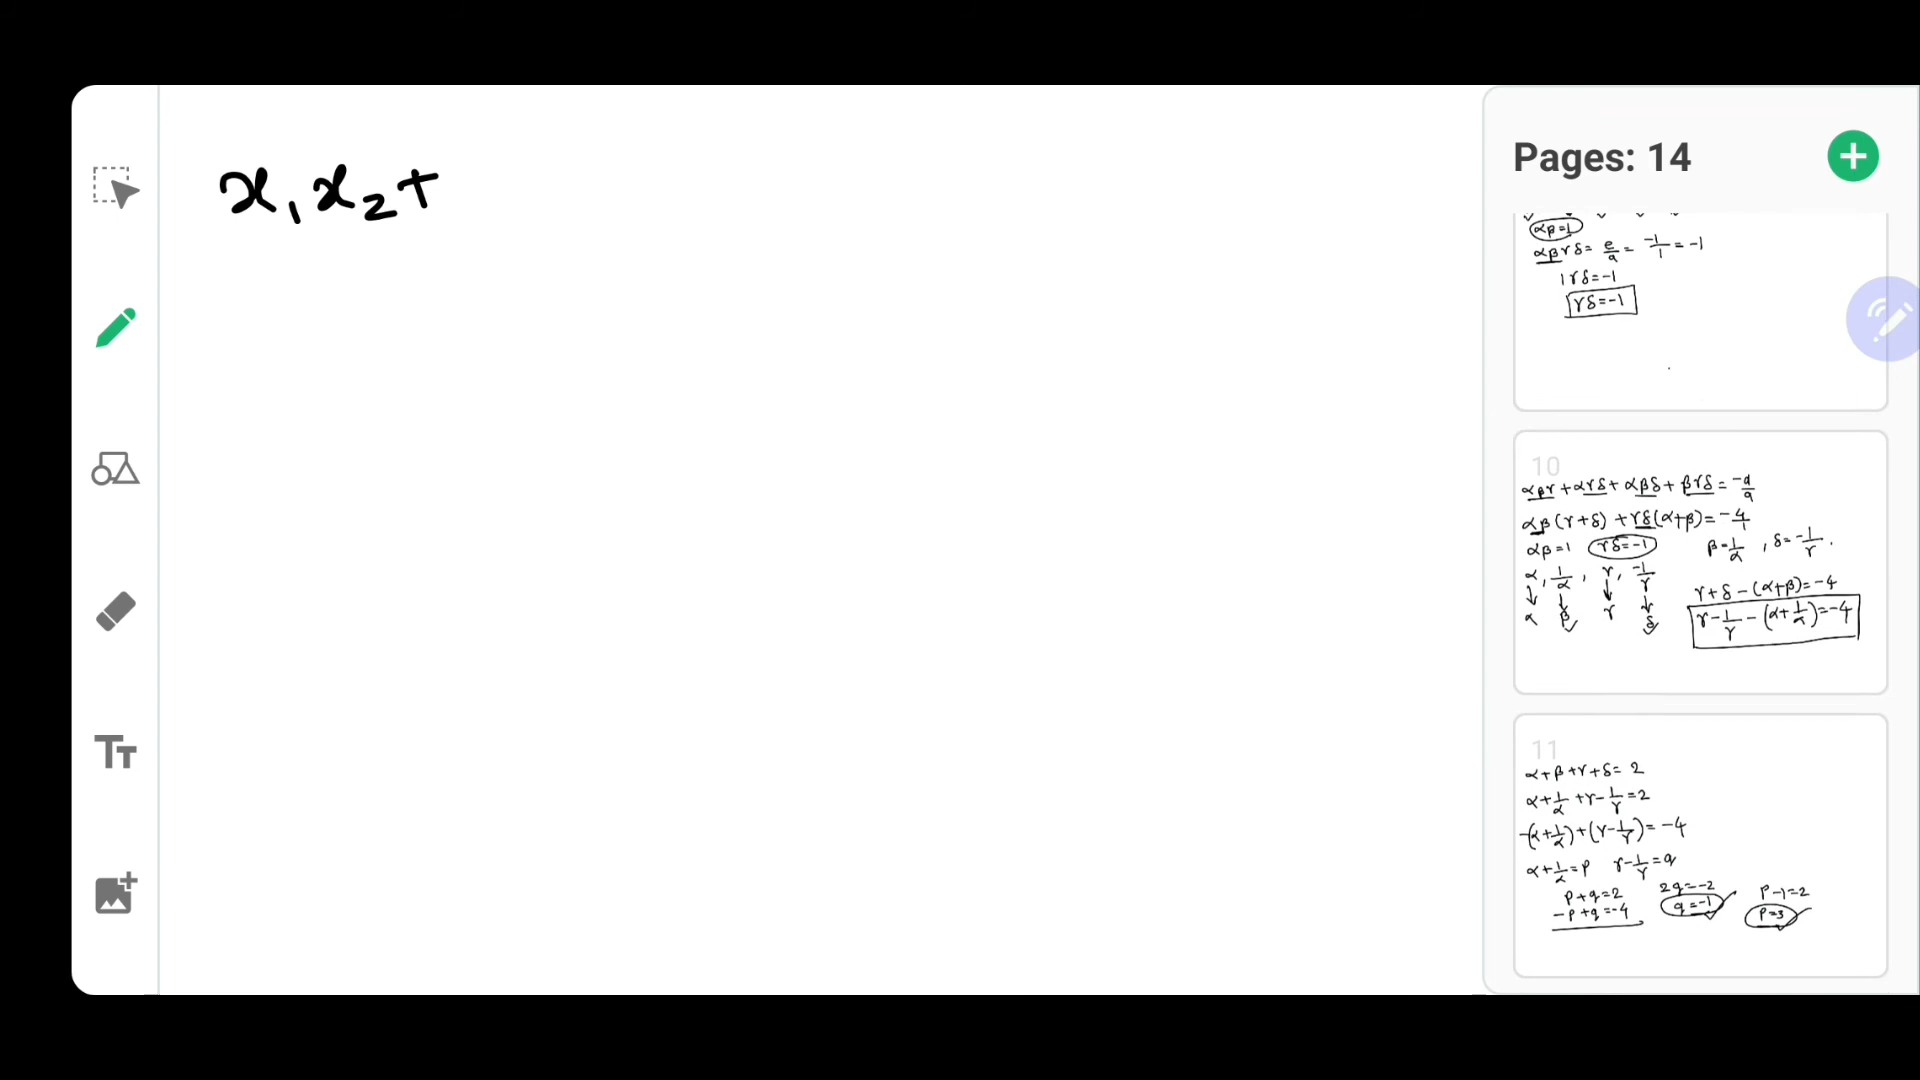 x₁x₂+
Pages: 14
αβ=1
αβγδ= e/a = -1/1 = -1
1γδ=-1
γδ=-1
10
αβγ+αγδ+αβδ+βγδ=-d/a
αβ(γ+δ)+γδ(α+β)=-4/1
αβ=1 γδ=-1 β=1/α , δ=-1/γ .
α, 1/α, γ, -1/γ
α β γ δ
γ+δ-(α+β)=-4
γ-1/γ-(α+1/α)=-4
11
α+β+γ+δ=2
α+1/α+γ-1/γ=2
-(α+1/α)+(γ-1/γ)=-4
α+1/α=p γ-1/γ=q
p+q=2 2q=-2 p-1=2
-p+q=-4 q=-1 p=3
TT